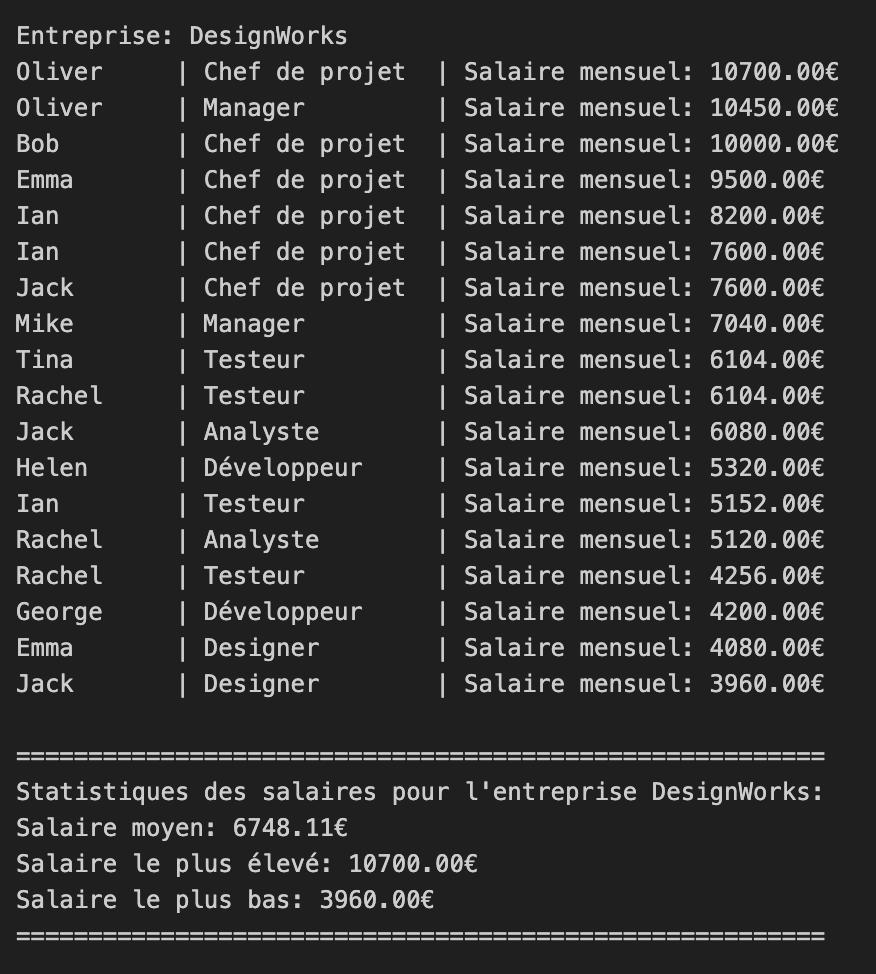 Entreprise: DesignWorks
Oliver     | Chef de projet  | Salaire mensuel: 10700.00€
Oliver     | Manager         | Salaire mensuel: 10450.00€
Bob        | Chef de projet  | Salaire mensuel: 10000.00€
Emma       | Chef de projet  | Salaire mensuel: 9500.00€
Ian        | Chef de projet  | Salaire mensuel: 8200.00€
Ian        | Chef de projet  | Salaire mensuel: 7600.00€
Jack       | Chef de projet  | Salaire mensuel: 7600.00€
Mike       | Manager         | Salaire mensuel: 7040.00€
Tina       | Testeur         | Salaire mensuel: 6104.00€
Rachel     | Testeur         | Salaire mensuel: 6104.00€
Jack       | Analyste        | Salaire mensuel: 6080.00€
Helen      | Développeur     | Salaire mensuel: 5320.00€
Ian        | Testeur         | Salaire mensuel: 5152.00€
Rachel     | Analyste        | Salaire mensuel: 5120.00€
Rachel     | Testeur         | Salaire mensuel: 4256.00€
George     | Développeur     | Salaire mensuel: 4200.00€
Emma       | Designer        | Salaire mensuel: 4080.00€
Jack       | Designer        | Salaire mensuel: 3960.00€
========================================================
Statistiques des salaires pour l'entreprise DesignWorks:
Salaire moyen: 6748.11€
Salaire le plus élevé: 10700.00€
Salaire le plus bas: 3960.00€
========================================================